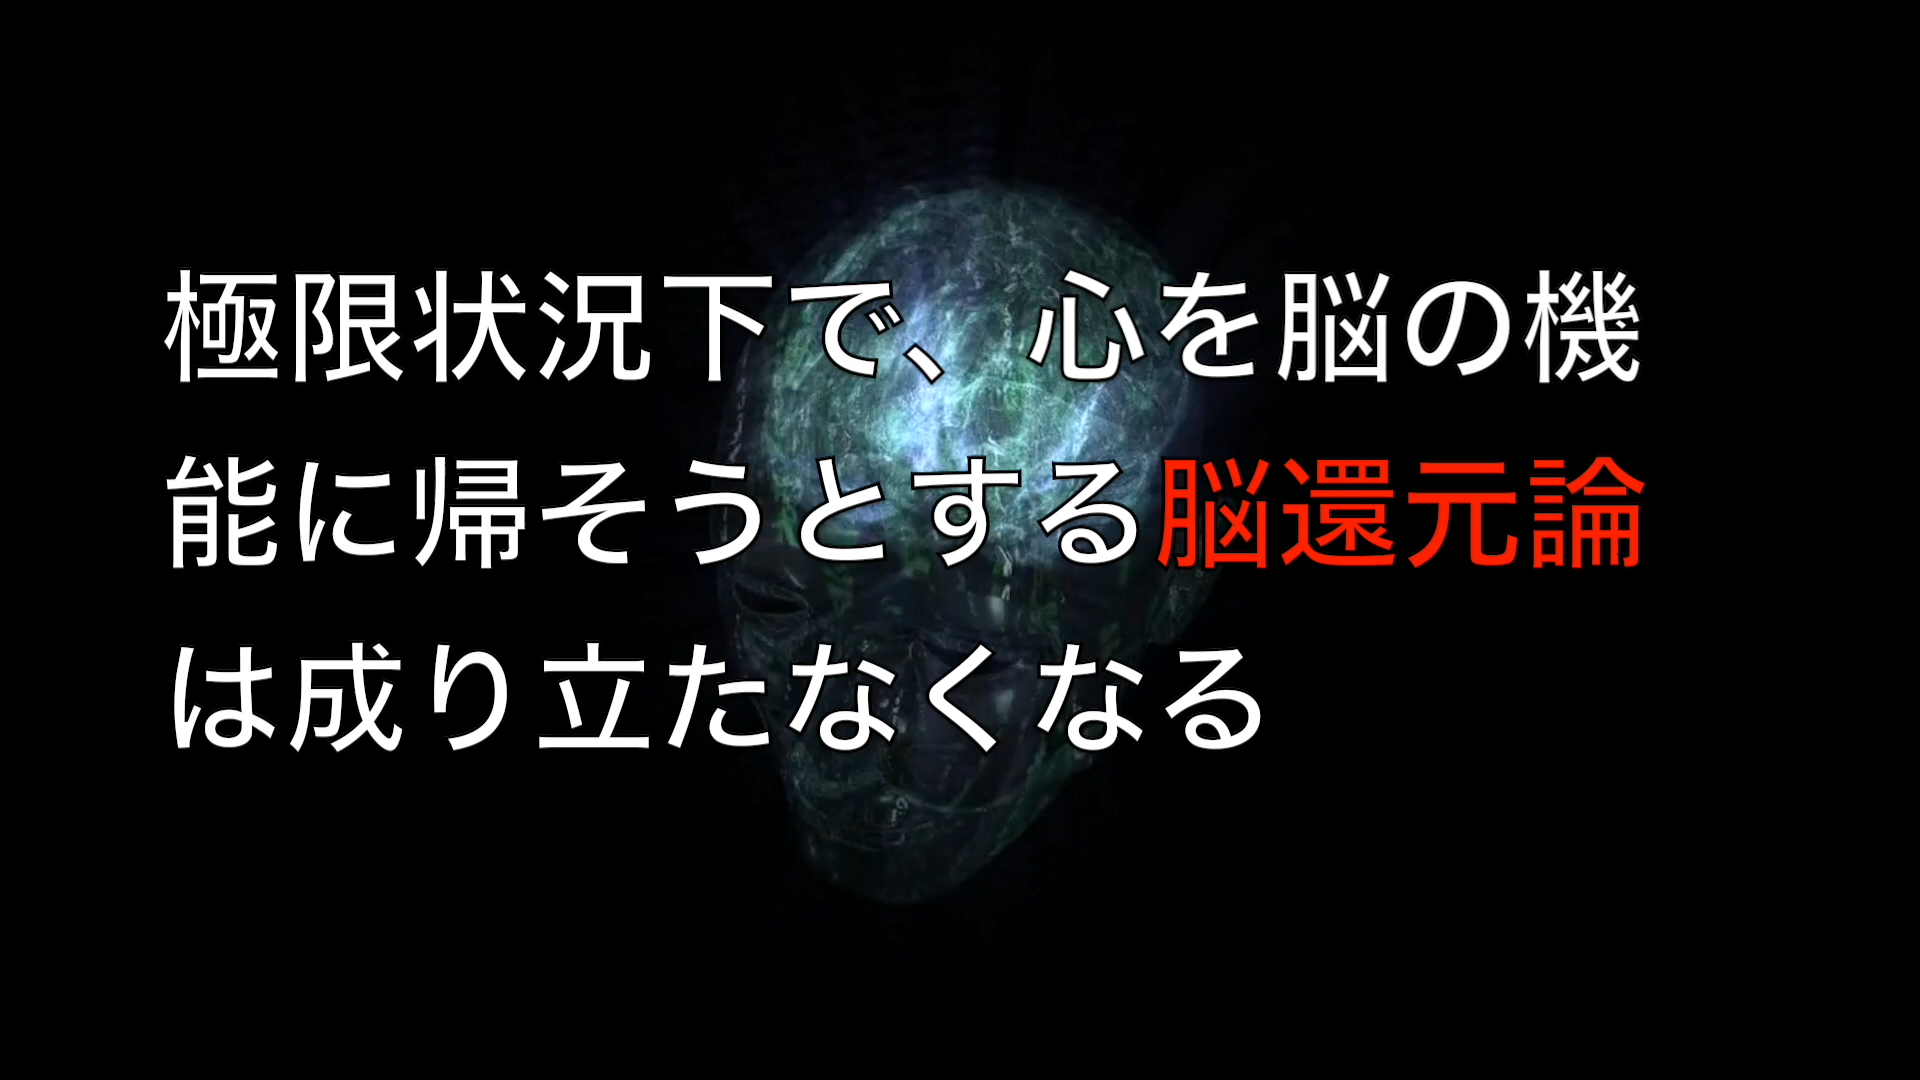 極限状況下で、心を脳の機
能に帰そうとする脳還元論
は成り立たなくなる